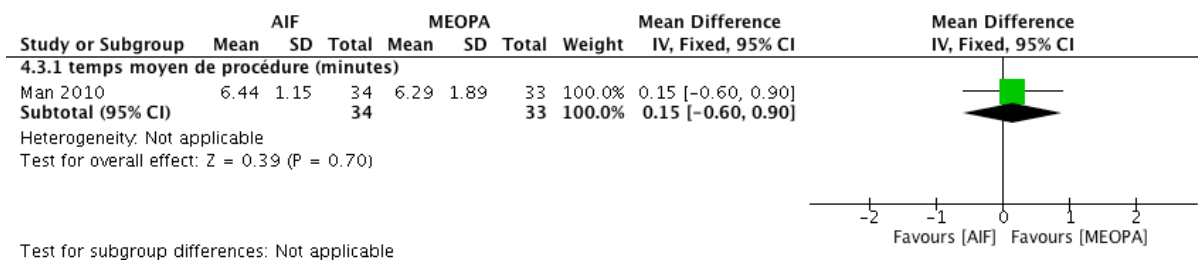 AIF MEOPA Mean Difference Mean Difference
Study or Subgroup Mean SD Total Mean SD Total Weight IV, Fixed, 95% CI IV, Fixed, 95% CI
4.3.1 temps moyen de procédure (minutes)
Man 2010 6.44 1.15 34 6.29 1.89 33 100.0% 0.15 [-0.60, 0.90]
Subtotal (95% CI) 34 33 100.0% 0.15 [-0.60, 0.90]
Heterogeneity: Not applicable
Test for overall effect: Z = 0.39 (P = 0.70)
-2 -1 0 1 2
Favours [AIF] Favours [MEOPA]
Test for subgroup differences: Not applicable